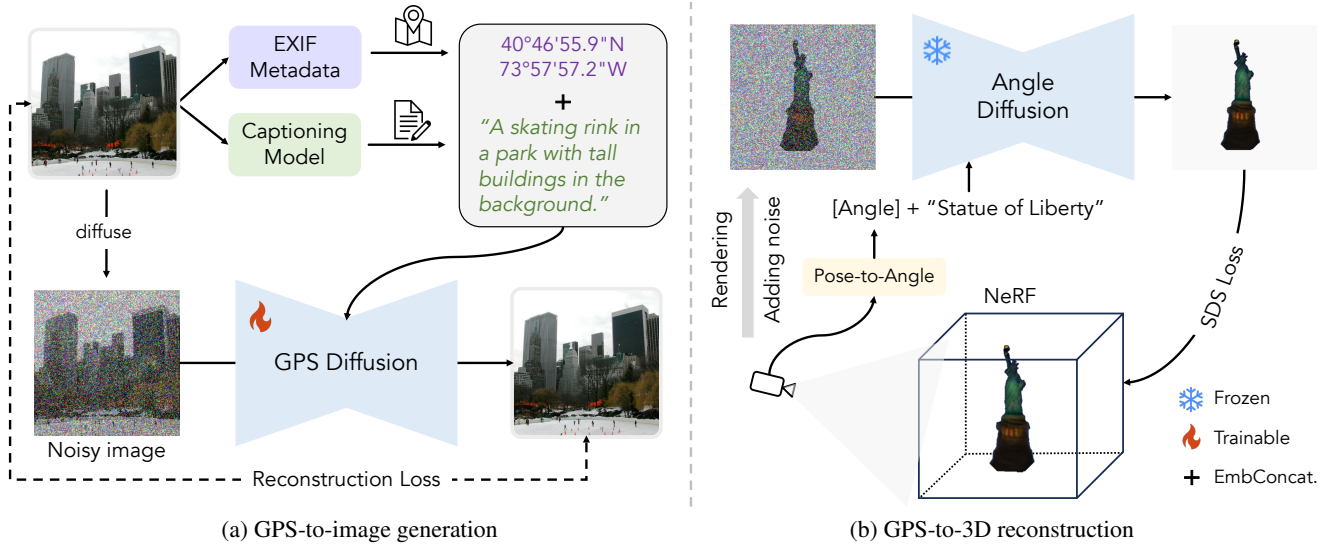 EXIF
Metadata
Captioning
Model
40°46'55.9"N
73°57'57.2"W
+
“A skating rink in
a park with tall
buildings in the
background.”
diffuse
GPS Diffusion
Noisy image
Reconstruction Loss
(a) GPS-to-image generation
Angle
Diffusion
[Angle] + “Statue of Liberty”
Rendering
Adding noise
Pose-to-Angle
NeRF
SDS Loss
Frozen
Trainable
+ EmbConcat.
(b) GPS-to-3D reconstruction